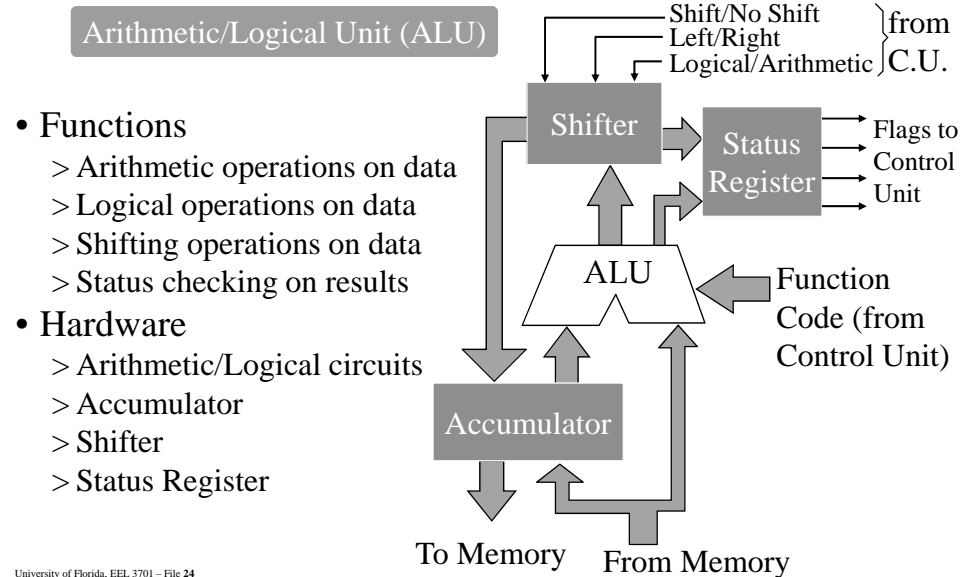 Arithmetic/Logical Unit (ALU)
• Functions
> Arithmetic operations on data
> Logical operations on data
> Shifting operations on data
> Status checking on results
• Hardware
> Arithmetic/Logical circuits
> Accumulator
> Shifter
> Status Register
Shift/No Shift
Left/Right
Logical/Arithmetic
from
C.U.
Shifter
Status
Register
Flags to
Control
Unit
ALU
Function
Code (from
Control Unit)
Accumulator
To Memory
From Memory
University of Florida, EEL 3701 – File 24